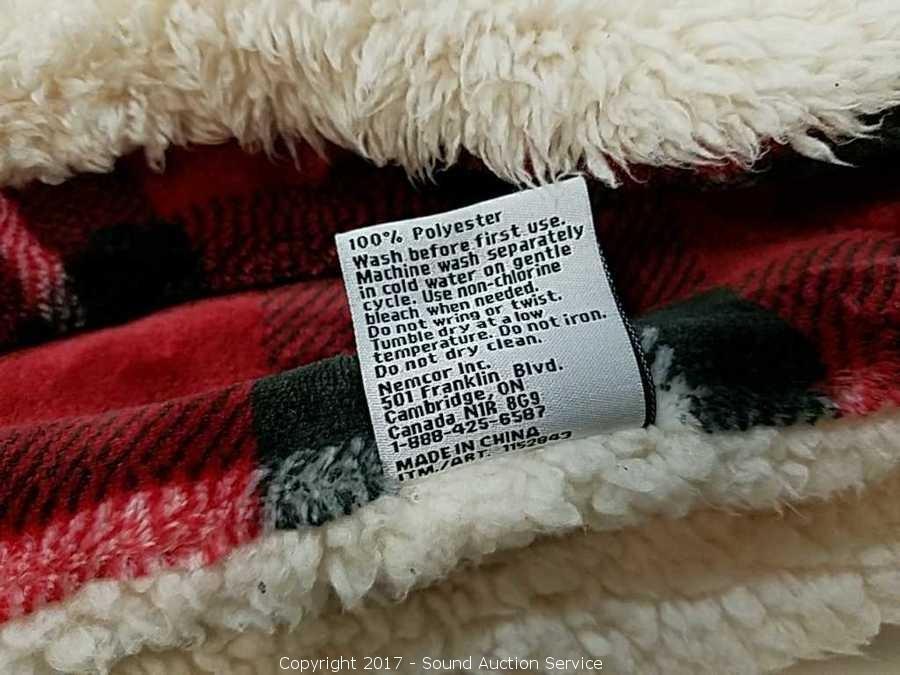 100% Polyester
Wash before first use.
Machine wash separately
in cold water on gentle
cycle. Use non-chlorine
bleach when needed.
Do not wring or twist.
Tumble dry at a low
temperature. Do not iron.
Do not dry clean.
Nemcor Inc.
501 Franklin Blvd.
Cambridge, ON
Canada N1R 8G9
1-888-425-6587
MADE IN CHINA
ITM./ART. 1152843
Copyright 2017 - Sound Auction Service